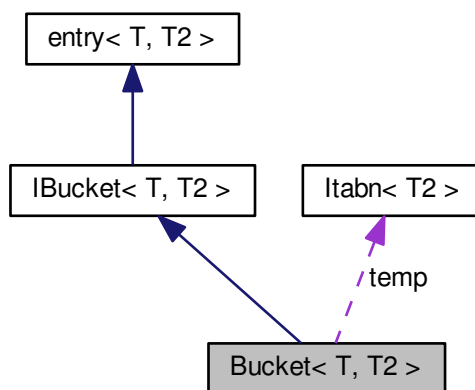 entry< T, T2 >
IBucket< T, T2 >
Itabn< T2 >
temp
Bucket< T, T2 >